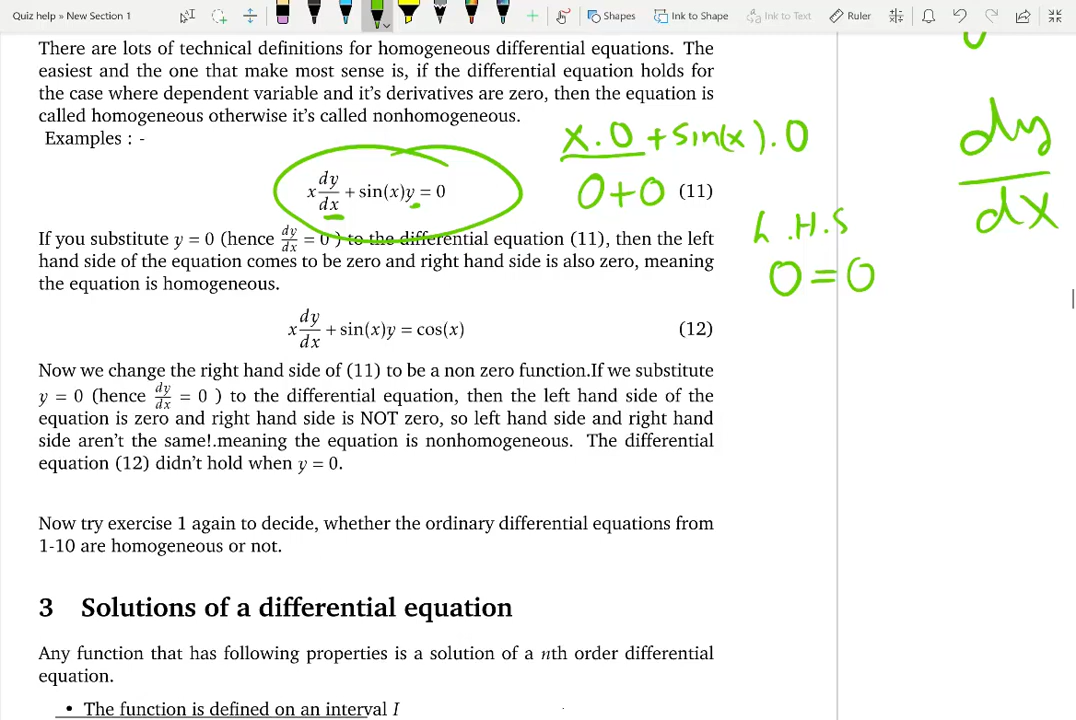 Quiz help » New Section 1
Shapes
Ink to Shape
Ink to Text
Ruler
There are lots of technical definitions for homogeneous differential equations. The
easiest and the one that make most sense is, if the differential equation holds for
the case where dependent variable and it's derivatives are zero, then the equation is
called homogeneous otherwise it's called nonhomogeneous.
Examples : -
x.0 + sin(x).0
dy/dx
x dy/dx + sin(x)y = 0 (11)
0+0
L.H.S
If you substitute y = 0 (hence dy/dx = 0 ) to the differential equation (11), then the left
hand side of the equation comes to be zero and right hand side is also zero, meaning
0=0
the equation is homogeneous.
x dy/dx + sin(x)y = cos(x) (12)
Now we change the right hand side of (11) to be a non zero function.If we substitute
y = 0 (hence dy/dx = 0 ) to the differential equation, then the left hand side of the
equation is zero and right hand side is NOT zero, so left hand side and right hand
side aren't the same!.meaning the equation is nonhomogeneous. The differential
equation (12) didn't hold when y = 0.
Now try exercise 1 again to decide, whether the ordinary differential equations from
1-10 are homogeneous or not.
3 Solutions of a differential equation
Any function that has following properties is a solution of a nth order differential
equation.
• The function is defined on an interval I